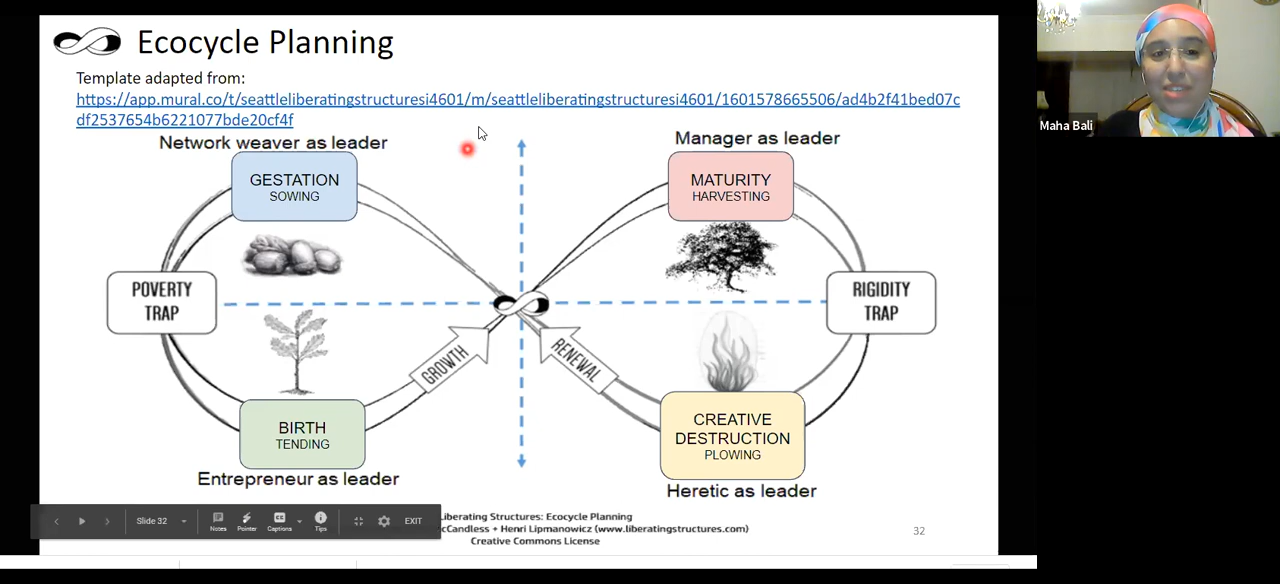 Ecocycle Planning
Template adapted from:
https://app.mural.co/t/seattleliberatingstructuresi4601/m/seattleliberatingstructuresi4601/1601578665506/ad4b2f41bed07c
df2537654b6221077bde20cf4f
Network weaver as leader
GESTATION
SOWING
POVERTY
TRAP
BIRTH
TENDING
Entrepreneur as leader
GROWTH
Manager as leader
MATURITY
HARVESTING
RIGIDITY
TRAP
RENEWAL
CREATIVE
DESTRUCTION
PLOWING
Heretic as leader
Liberating Structures: Ecocycle Planning
cCandless + Henri Lipmanowicz (www.liberatingstructures.com)
Creative Commons License
32
Slide 32
Notes
Pointer
Captions
Tips
EXIT
Maha Bali